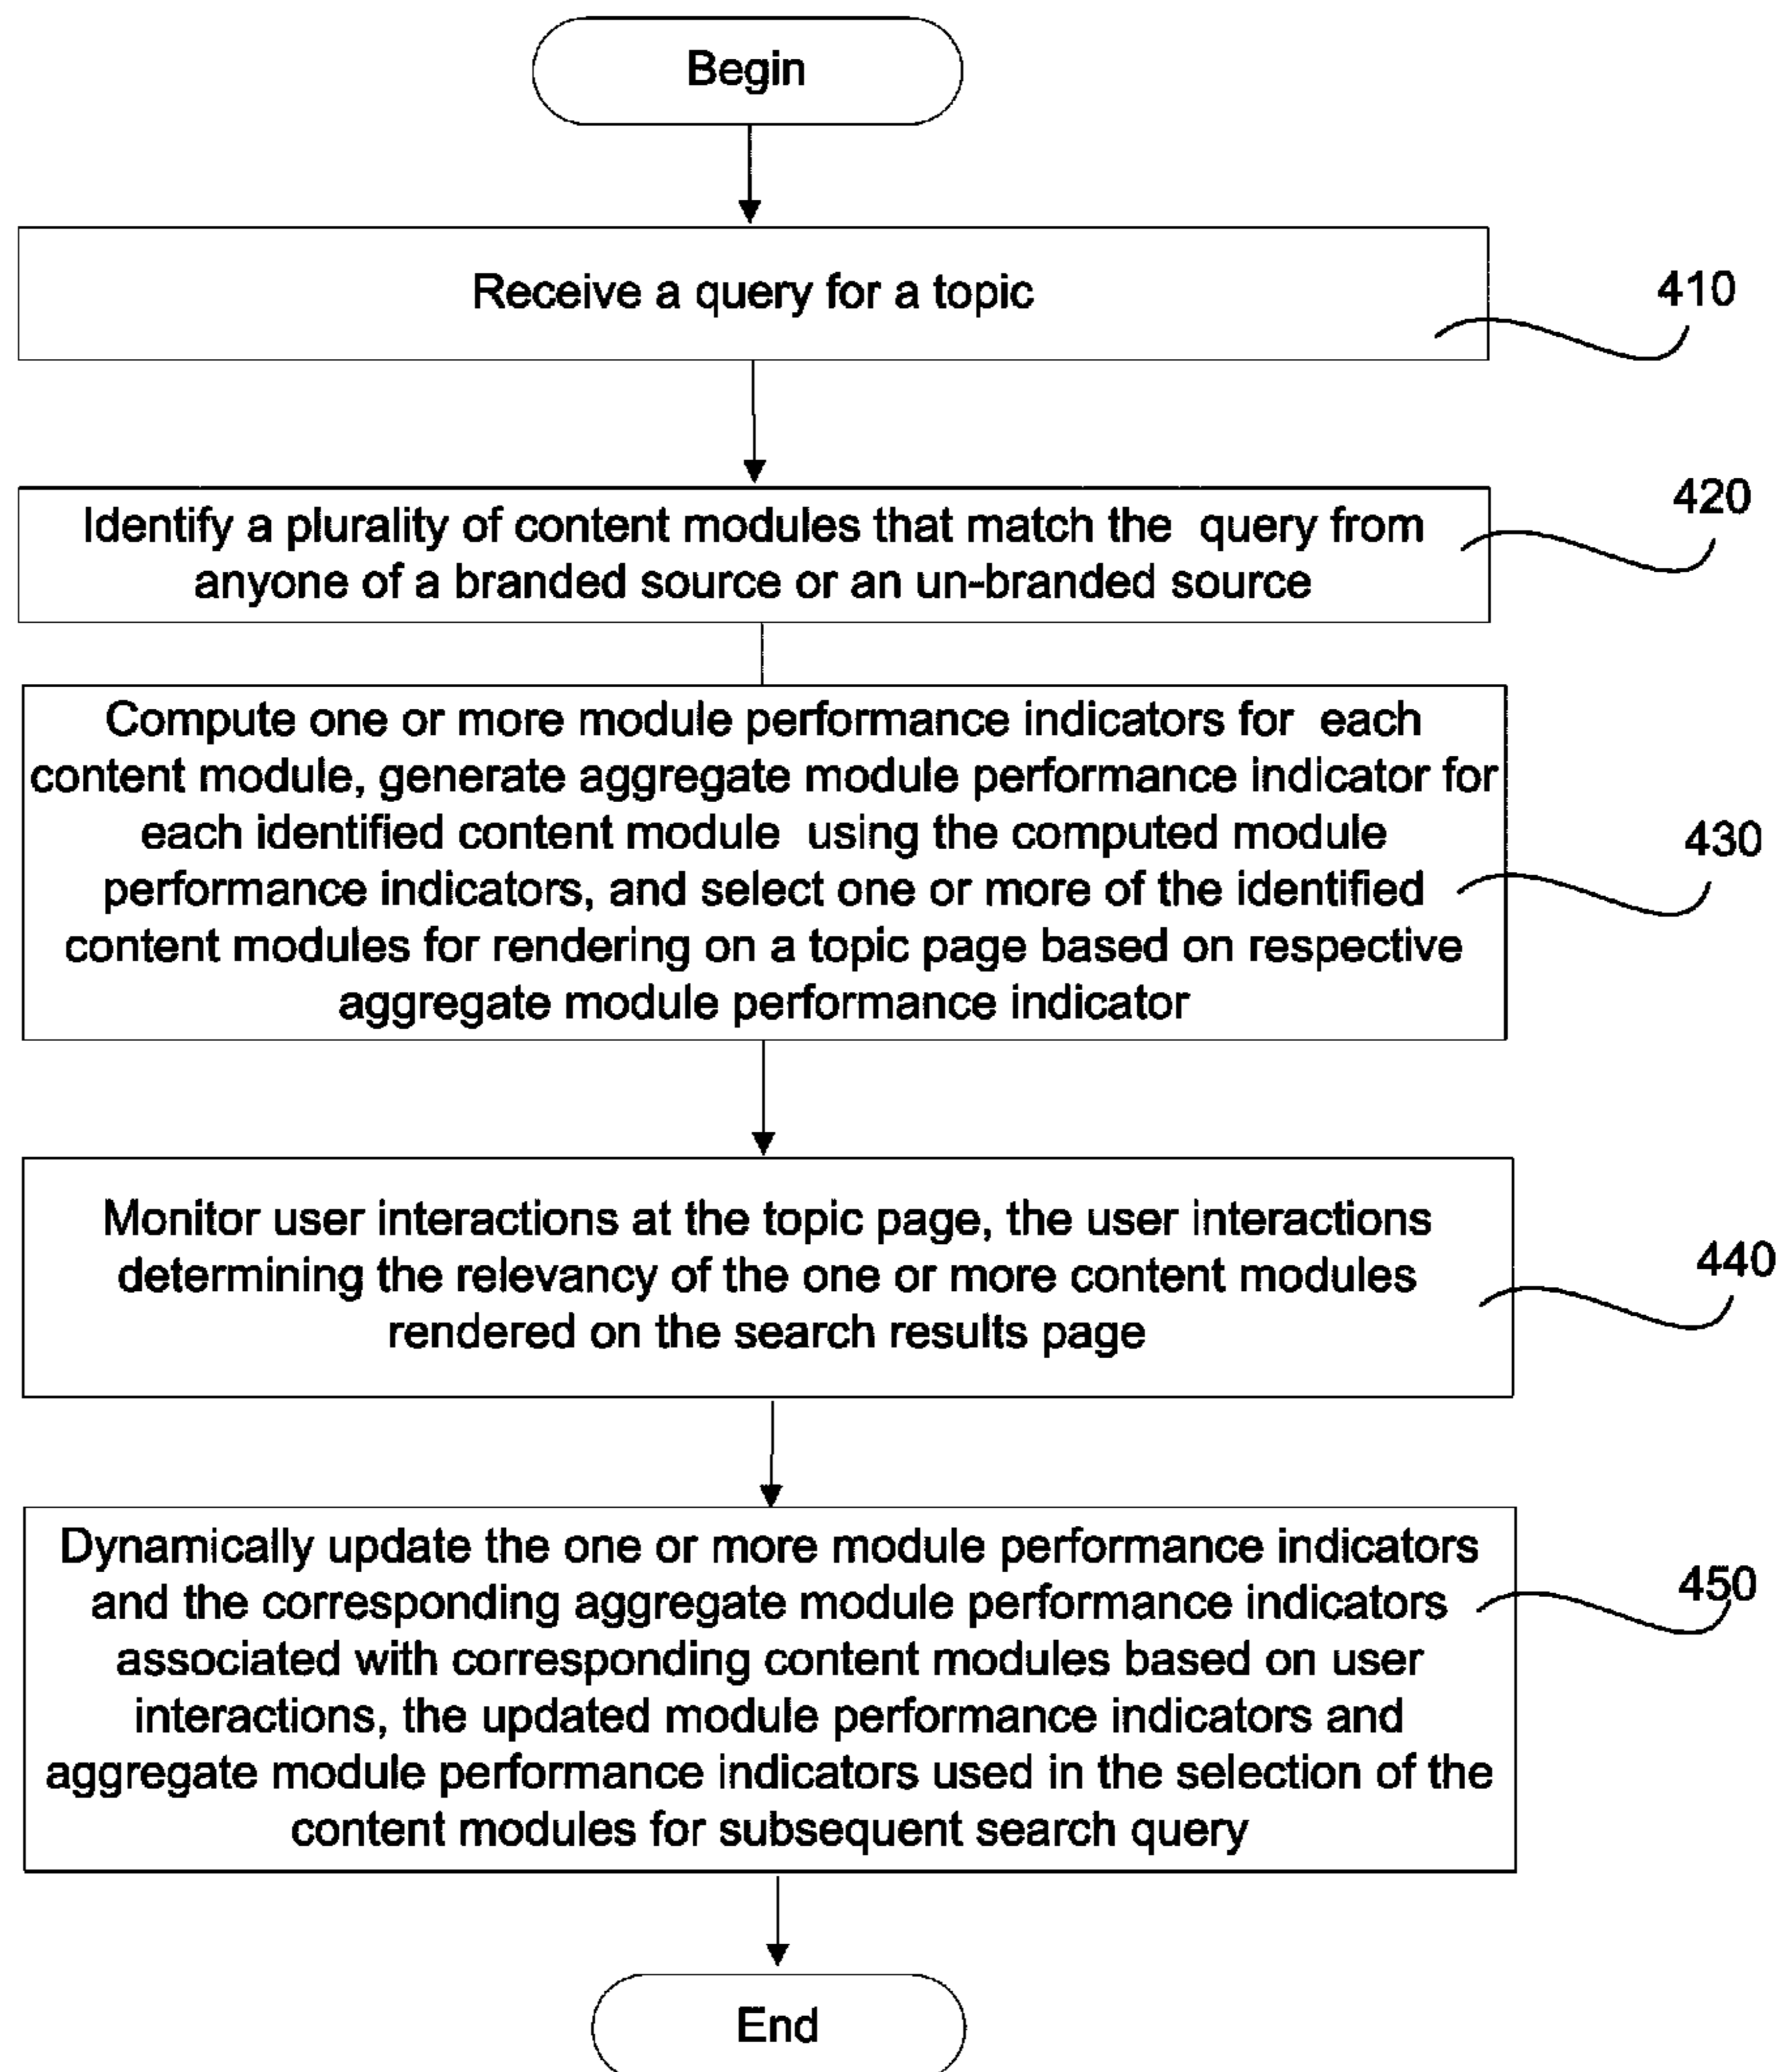 Begin
Receive a query for a topic
410
Identify a plurality of content modules that match the query from
anyone of a branded source or an un-branded source
420
Compute one or more module performance indicators for each
content module, generate aggregate module performance indicator for
each identified content module using the computed module
performance indicators, and select one or more of the identified
content modules for rendering on a topic page based on respective
aggregate module performance indicator
430
Monitor user interactions at the topic page, the user interactions
determining the relevancy of the one or more content modules
rendered on the search results page
440
Dynamically update the one or more module performance indicators
and the corresponding aggregate module performance indicators
associated with corresponding content modules based on user
interactions, the updated module performance indicators and
aggregate module performance indicators used in the selection of the
content modules for subsequent search query
450
End